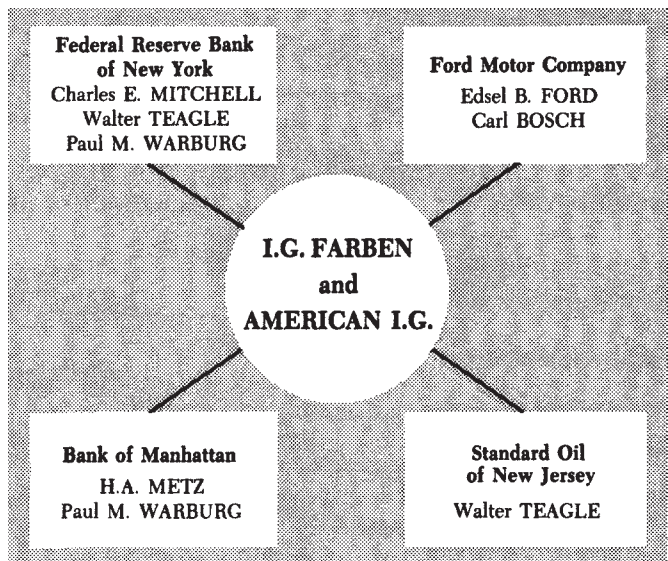 Federal Reserve Bank
of New York
Charles E. MITCHELL
Walter TEAGLE
Paul M. WARBURG
Ford Motor Company
Edsel B. FORD
Carl BOSCH
I.G. FARBEN
and
AMERICAN I.G.
Bank of Manhattan
H.A. METZ
Paul M. WARBURG
Standard Oil
of New Jersey
Walter TEAGLE